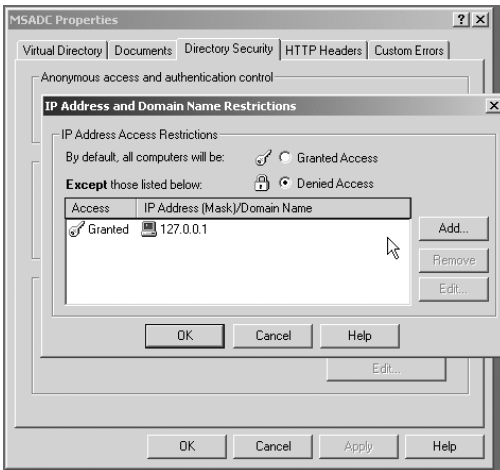 MSADC Properties
Virtual Directory Documents Directory Security HTTP Headers Custom Errors
Anonymous access and authentication control
IP Address and Domain Name Restrictions
IP Address Access Restrictions
By default, all computers will be: Granted Access
Except those listed below: Denied Access
Access IP Address (Mask)/Domain Name
Granted 127.0.0.1
Add...
Remove
Edit...
OK Cancel Help
Edit...
OK Cancel Apply Help